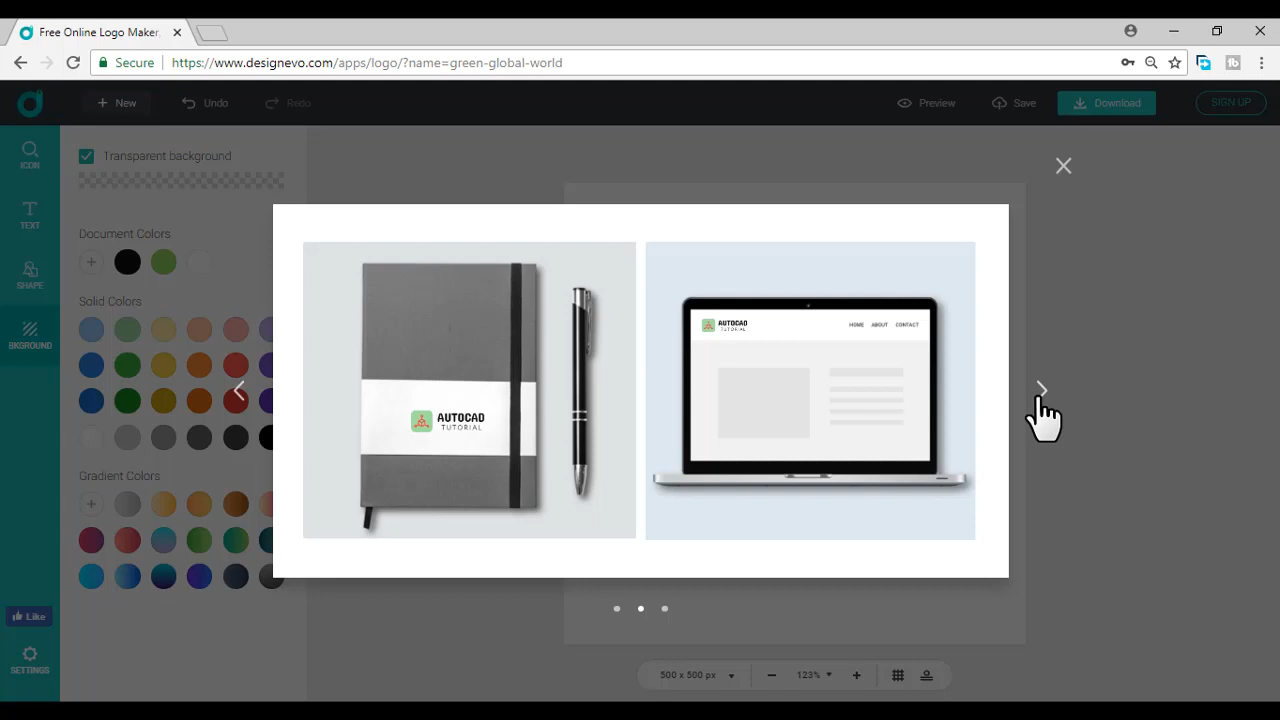 Free Online Logo Maker,
Secure
https://www.designevo.com/apps/logo/?name=green-global-world
New
Undo
Redo
Preview
Save
Download
SIGN UP
ICON
TEXT
SHAPE
BKGROUND
Like
SETTINGS
Transparent background
Document Colors
Solid Colors
Gradient Colors
AUTOCAD
TUTORIAL
AUTOCAD
TUTORIAL
HOME ABOUT CONTACT
500 x 500 px
123%